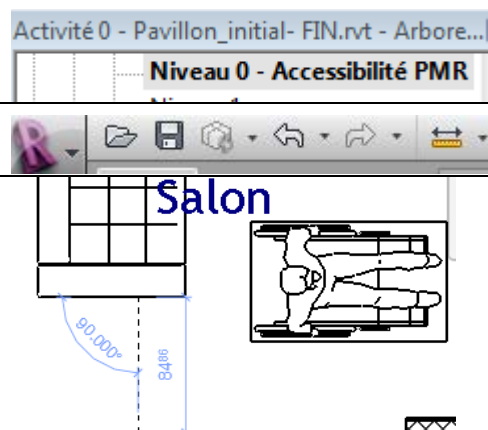 Activité 0 - Pavillon_initial- FIN.rvt - Arbore...
Niveau 0 - Accessibilité PMR
Salon
90.000°
84⁸⁶